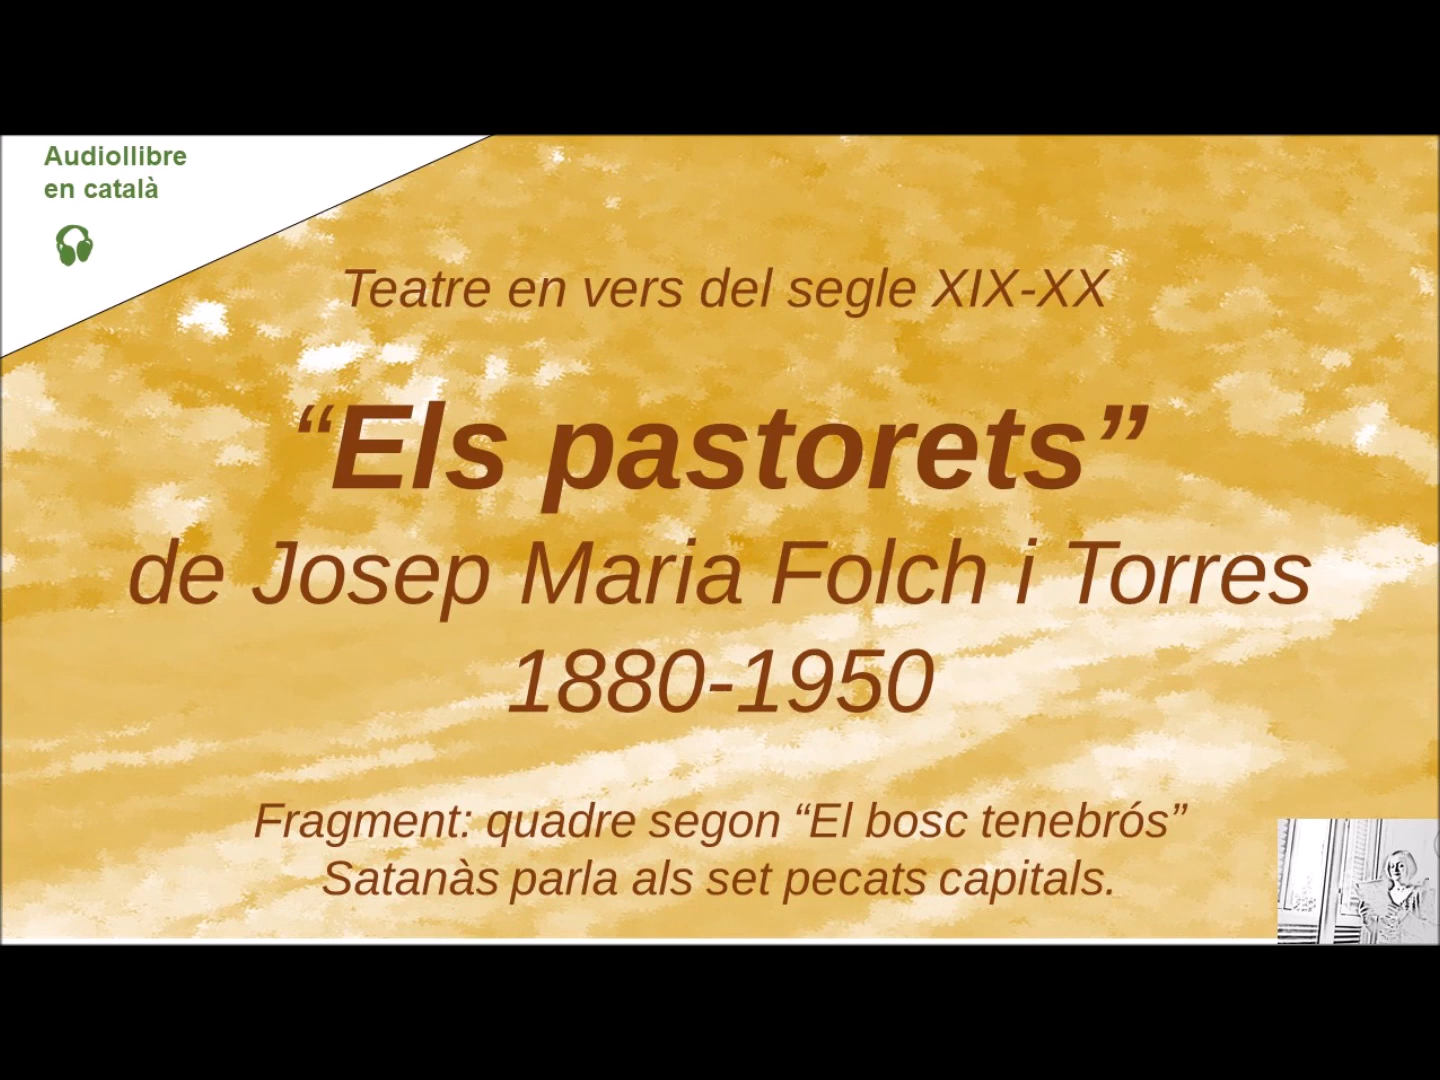 Audiollibre
en català
Teatre en vers del segle XIX-XX
“Els pastorets”
de Josep Maria Folch i Torres
1880-1950
Fragment: quadre segon “El bosc tenebrós”
Satanàs parla als set pecats capitals.